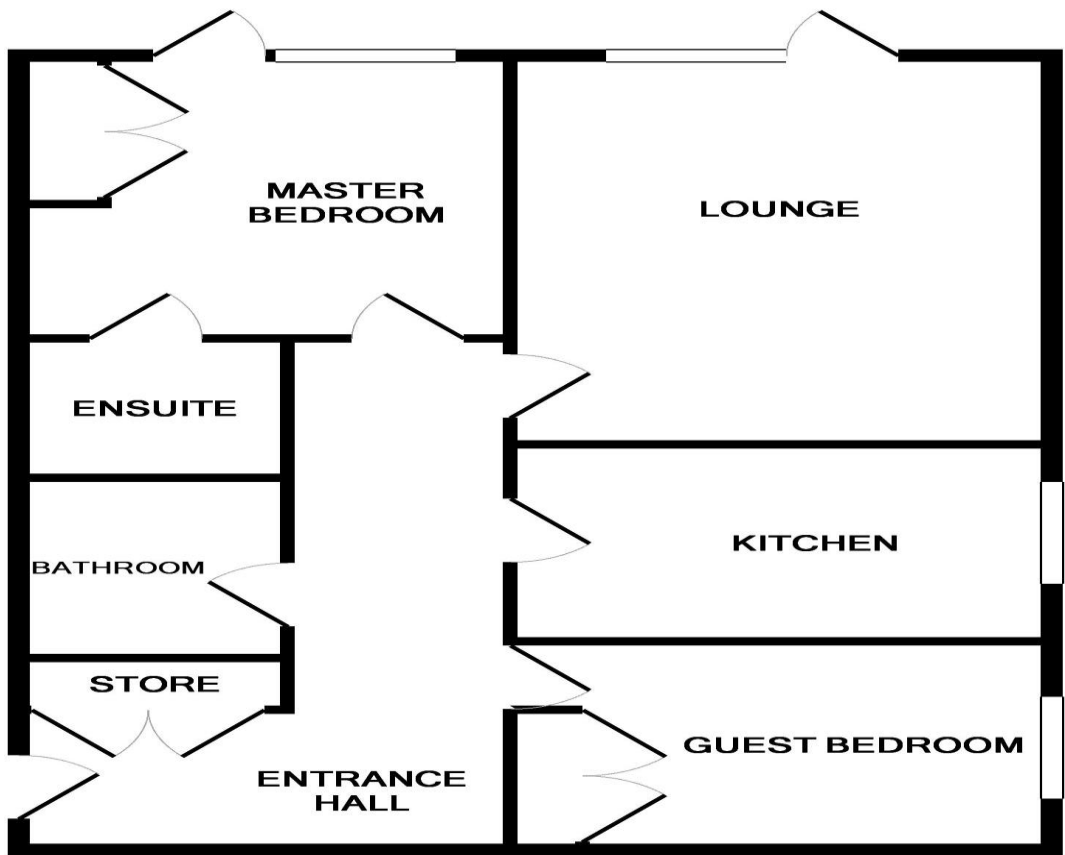 MASTER
BEDROOM
LOUNGE
ENSUITE
KITCHEN
BATHROOM
STORE
GUEST BEDROOM
ENTRANCE
HALL